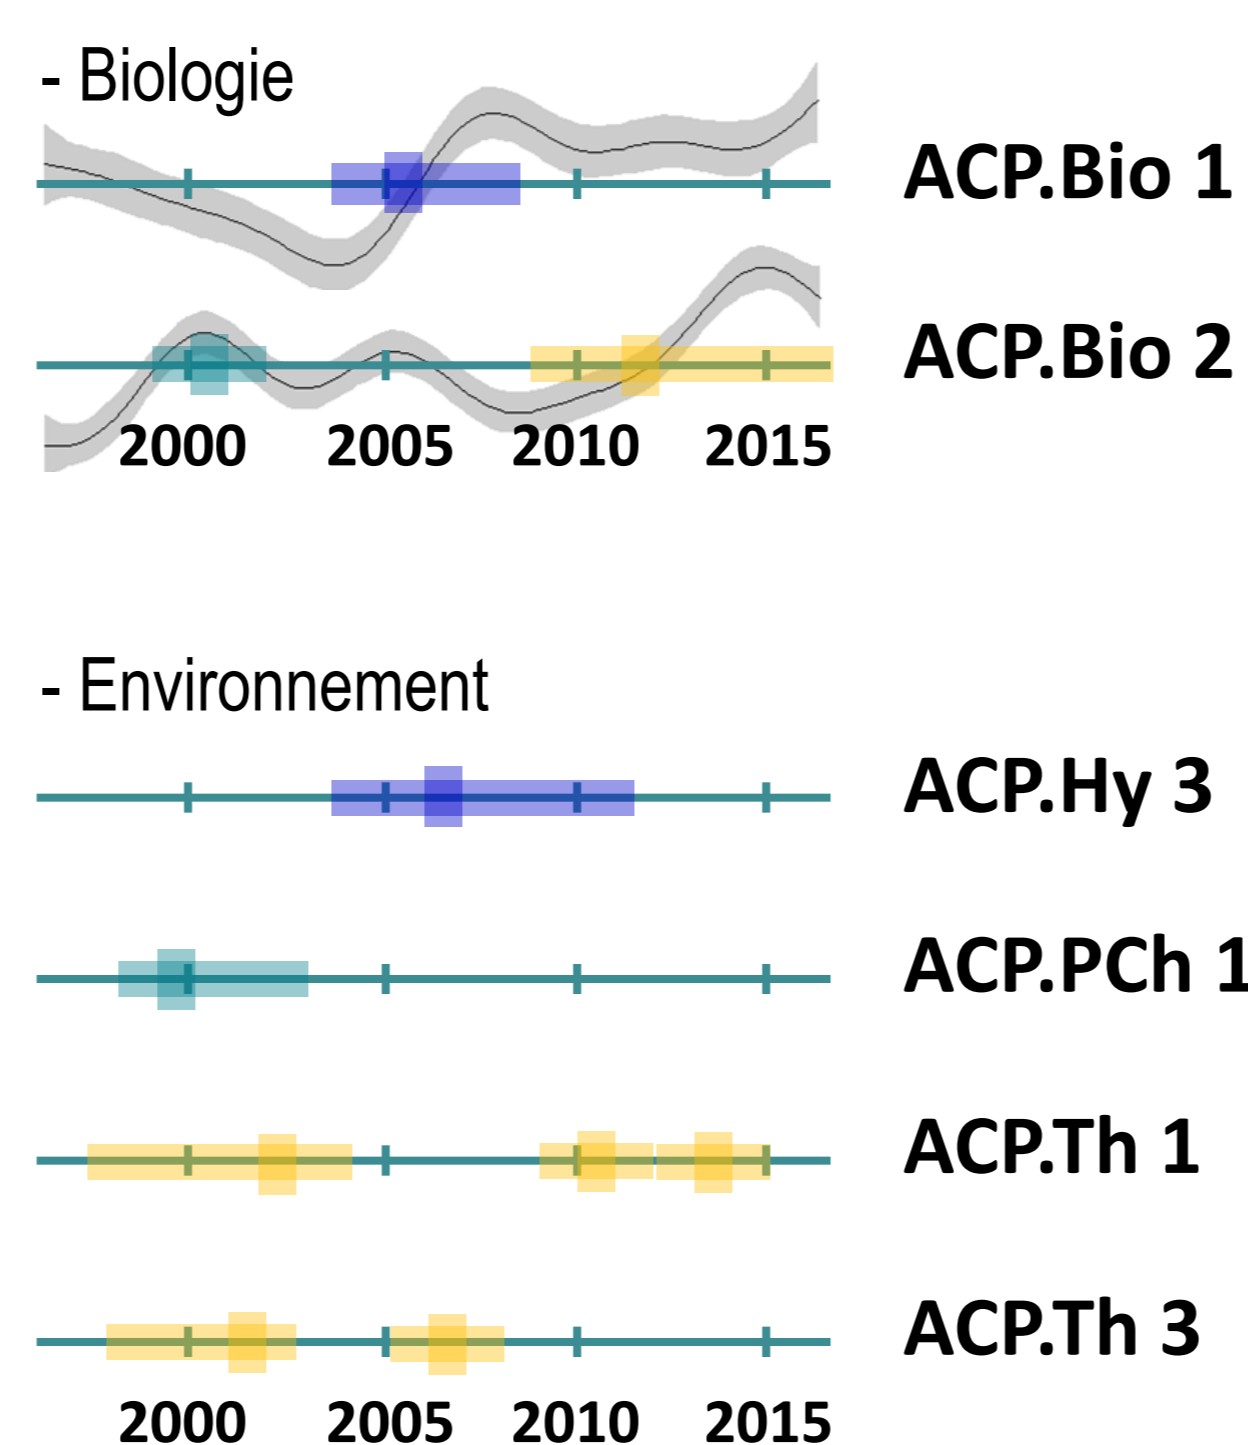 - Biologie
ACP.Bio 1
ACP.Bio 2
2000 2005 2010 2015
- Environnement
ACP.Hy 3
ACP.PCh 1
ACP.Th 1
ACP.Th 3
2000 2005 2010 2015